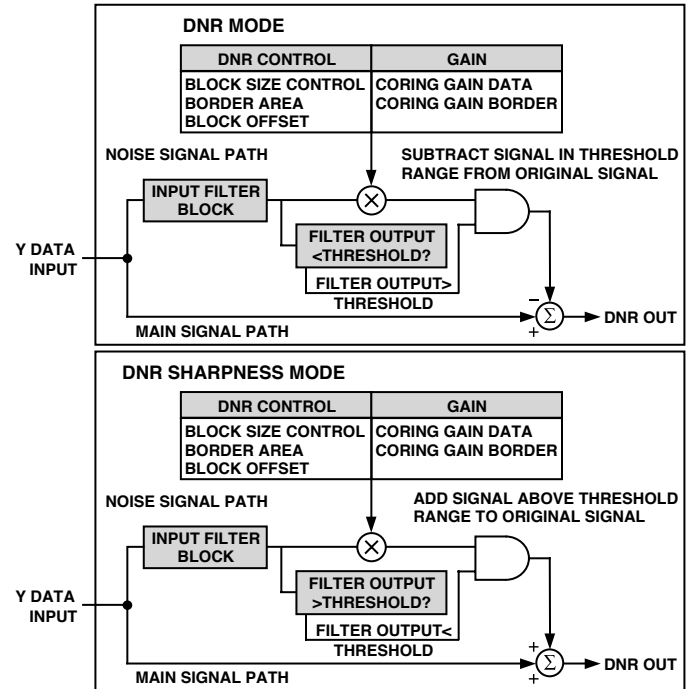 DNR MODE
DNR CONTROL
GAIN
BLOCK SIZE CONTROL
BORDER AREA
BLOCK OFFSET
CORING GAIN DATA
CORING GAIN BORDER
NOISE SIGNAL PATH
SUBTRACT SIGNAL IN THRESHOLD
RANGE FROM ORIGINAL SIGNAL
INPUT FILTER
BLOCK
×
Y DATA
INPUT
FILTER OUTPUT
<THRESHOLD?
FILTER OUTPUT>
THRESHOLD
–
Σ
+
DNR OUT
MAIN SIGNAL PATH
DNR SHARPNESS MODE
DNR CONTROL
GAIN
BLOCK SIZE CONTROL
BORDER AREA
BLOCK OFFSET
CORING GAIN DATA
CORING GAIN BORDER
NOISE SIGNAL PATH
ADD SIGNAL ABOVE THRESHOLD
RANGE TO ORIGINAL SIGNAL
INPUT FILTER
BLOCK
×
Y DATA
INPUT
FILTER OUTPUT
>THRESHOLD?
FILTER OUTPUT<
THRESHOLD
+
Σ
+
DNR OUT
MAIN SIGNAL PATH